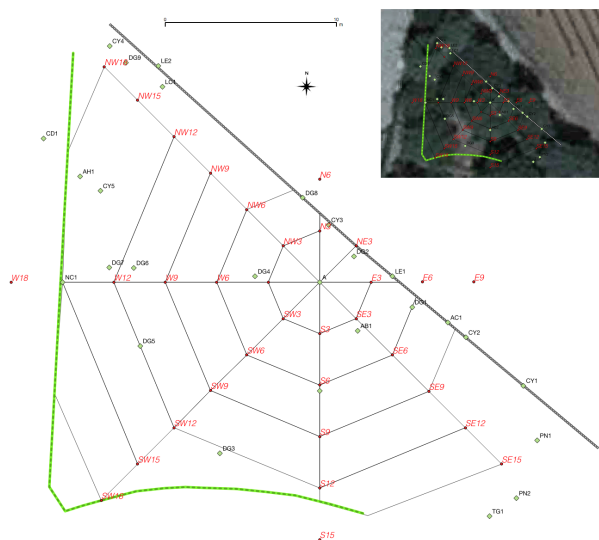 0
10
m
CY4
N
DG9
NW18
LE2
LC1
NW15
CD1
NW12
NW9
AH1
N6
CY5
DG8
NW6
CY3
N3
NW3
NE3
DG2
DG7
DG6
DG4
W18
NC1
W12
W9
W6
A
E3
LE1
E6
E9
DG1
SW3
SE3
AC1
AB1
S3
CY2
DG5
SW6
SE6
S6
CY1
SW9
SE9
SW12
SE12
S9
PN1
DG3
SW15
SE15
S12
SW18
PN2
TG1
S15